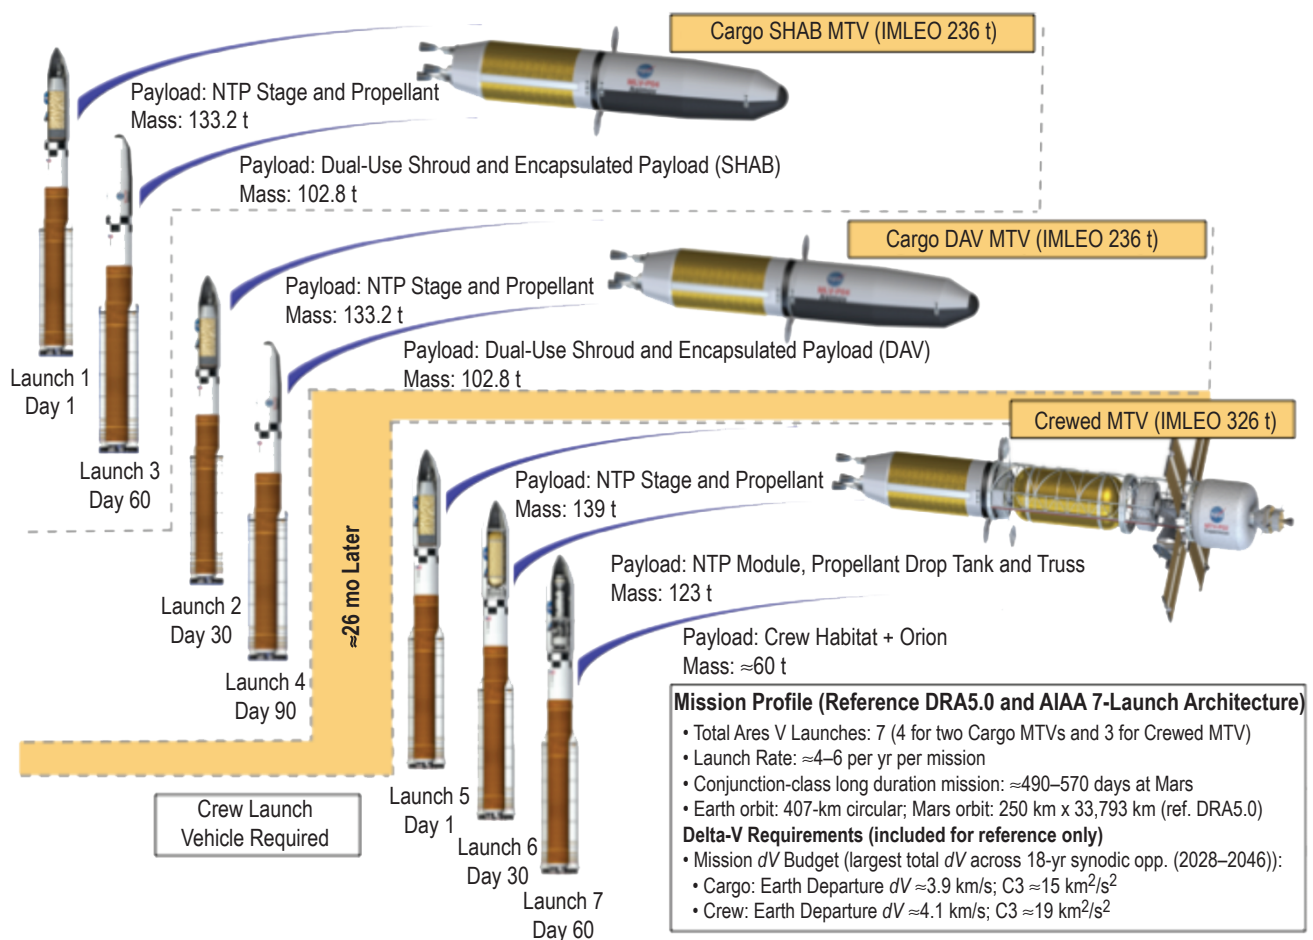 Cargo SHAB MTV (IMLEO 236 t)
Payload: NTP Stage and Propellant
Mass: 133.2 t
Payload: Dual-Use Shroud and Encapsulated Payload (SHAB)
Mass: 102.8 t
Launch 1
Day 1
Launch 3
Day 60
Cargo DAV MTV (IMLEO 236 t)
Payload: NTP Stage and Propellant
Mass: 133.2 t
Payload: Dual-Use Shroud and Encapsulated Payload (DAV)
Mass: 102.8 t
Launch 2
Day 30
Launch 4
Day 90
≈26 mo Later
Crewed MTV (IMLEO 326 t)
Payload: NTP Stage and Propellant
Mass: 139 t
Payload: NTP Module, Propellant Drop Tank and Truss
Mass: 123 t
Payload: Crew Habitat + Orion
Mass: ≈60 t
Launch 5
Day 1
Launch 6
Day 30
Launch 7
Day 60
Crew Launch
Vehicle Required
Mission Profile (Reference DRA5.0 and AIAA 7-Launch Architecture)
• Total Ares V Launches: 7 (4 for two Cargo MTVs and 3 for Crewed MTV)
• Launch Rate: ≈4–6 per yr per mission
• Conjunction-class long duration mission: ≈490–570 days at Mars
• Earth orbit: 407-km circular; Mars orbit: 250 km x 33,793 km (ref. DRA5.0)
Delta-V Requirements (included for reference only)
• Mission dV Budget (largest total dV across 18-yr synodic opp. (2028–2046)):
• Cargo: Earth Departure dV ≈3.9 km/s; C3 ≈15 km²/s²
• Crew: Earth Departure dV ≈4.1 km/s; C3 ≈19 km²/s²